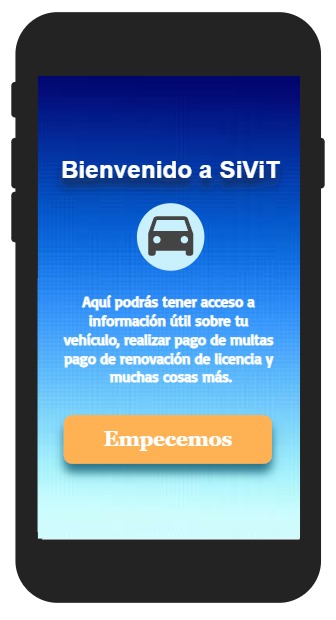 Bienvenido a SiViT
Aquí podrás tener acceso a
información útil sobre tu
vehículo, realizar pago de multas
pago de renovación de licencia y
muchas cosas más.
Empecemos